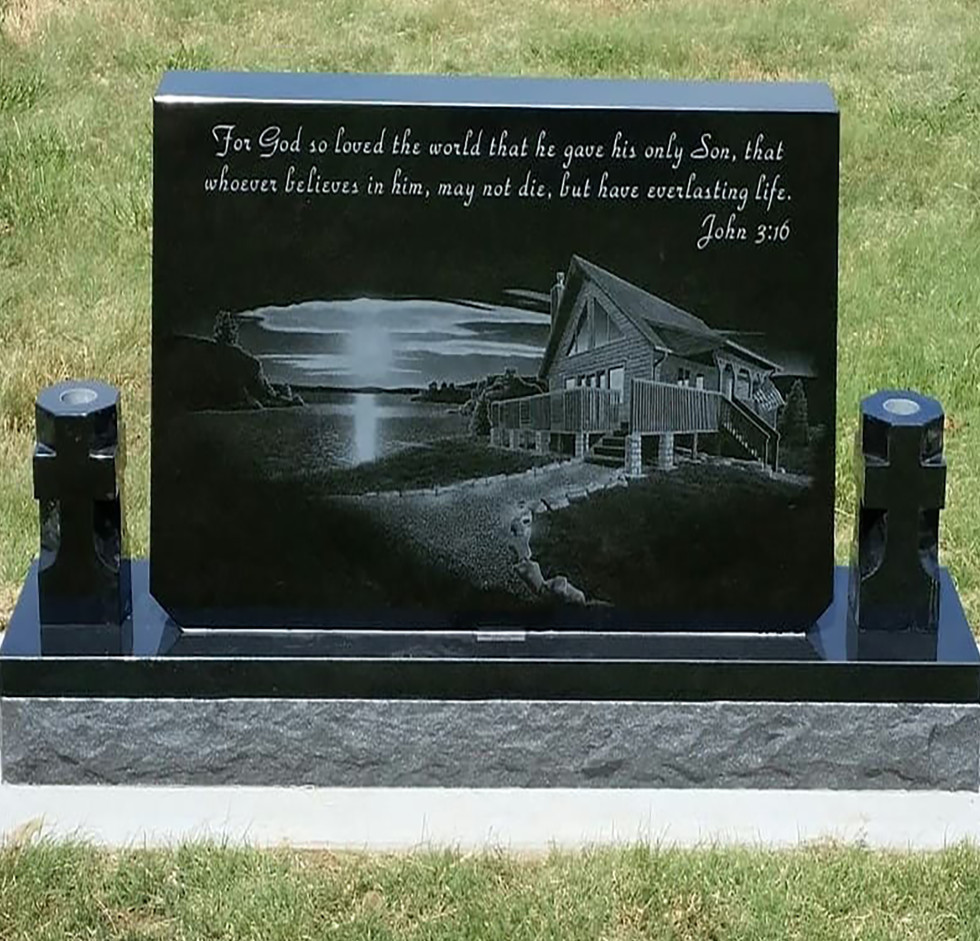 For God so loved the world that he gave his only Son, that
whoever believes in him, may not die, but have everlasting life.
John 3:16